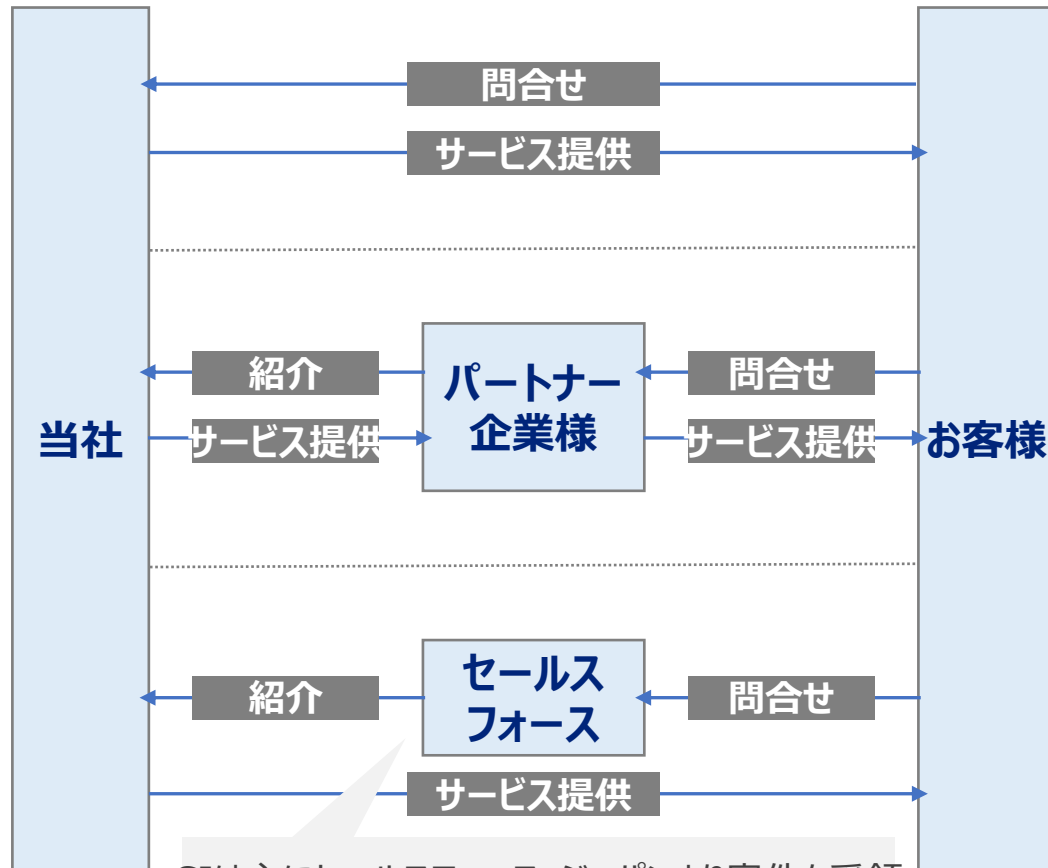 問合せ
サービス提供
紹介
パートナー
企業様
問合せ
当社
サービス提供
サービス提供
お客様
紹介
セールス
フォース
問合せ
サービス提供